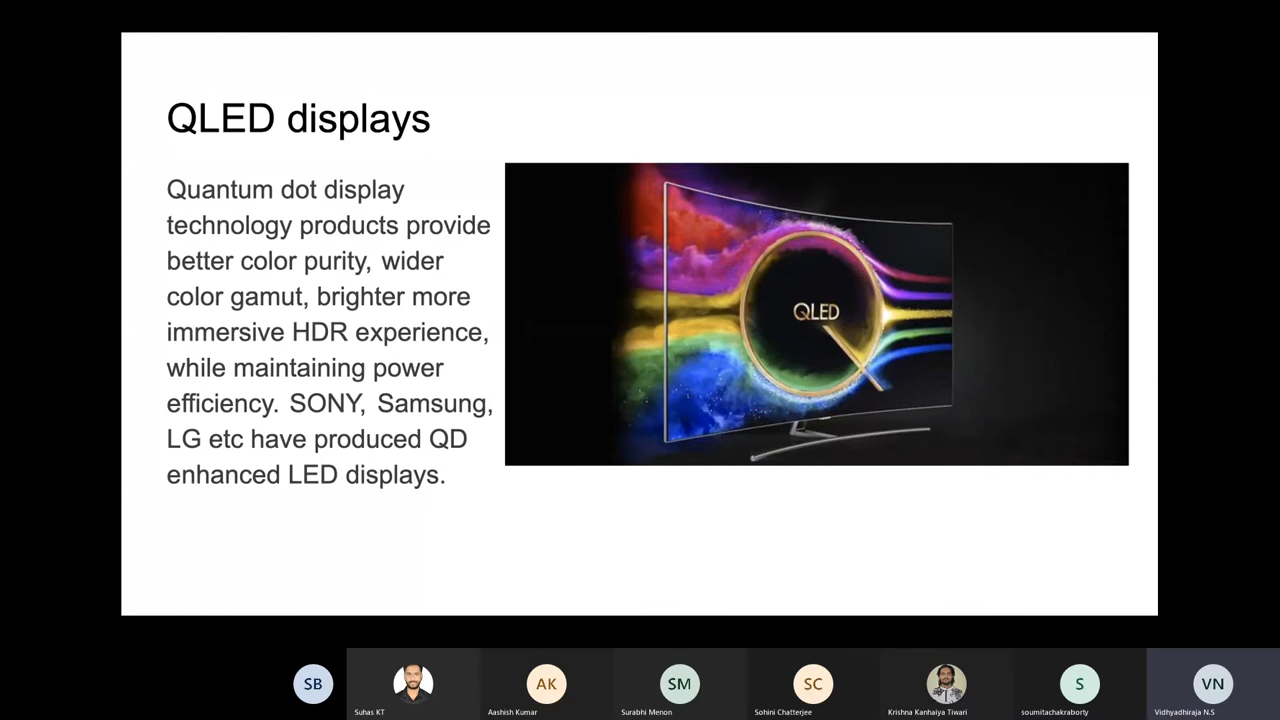 QLED displays
Quantum dot display
technology products provide
better color purity, wider
color gamut, brighter more
immersive HDR experience,
while maintaining power
efficiency. SONY, Samsung,
LG etc have produced QD
enhanced LED displays.
QLED
SB
AK
SM
SC
S
VN
Suhas KT
Aashish Kumar
Surabhi Menon
Sohini Chatterjee
Krishna Kanhaiya Tiwari
soumitachakraborty
Vidhyadhiraja N.S